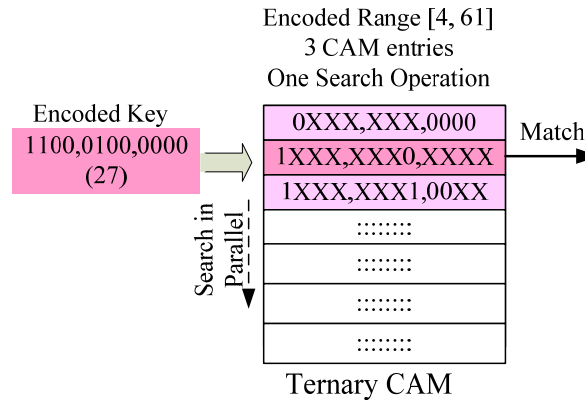 Encoded Range [4, 61]
3 CAM entries
One Search Operation
Encoded Key
1100,0100,0000
(27)
0XXX,XXX,0000
1XXX,XXX0,XXXX
1XXX,XXX1,00XX
Match
Search in
Parallel
::::::::
::::::::
::::::::
::::::::
Ternary CAM